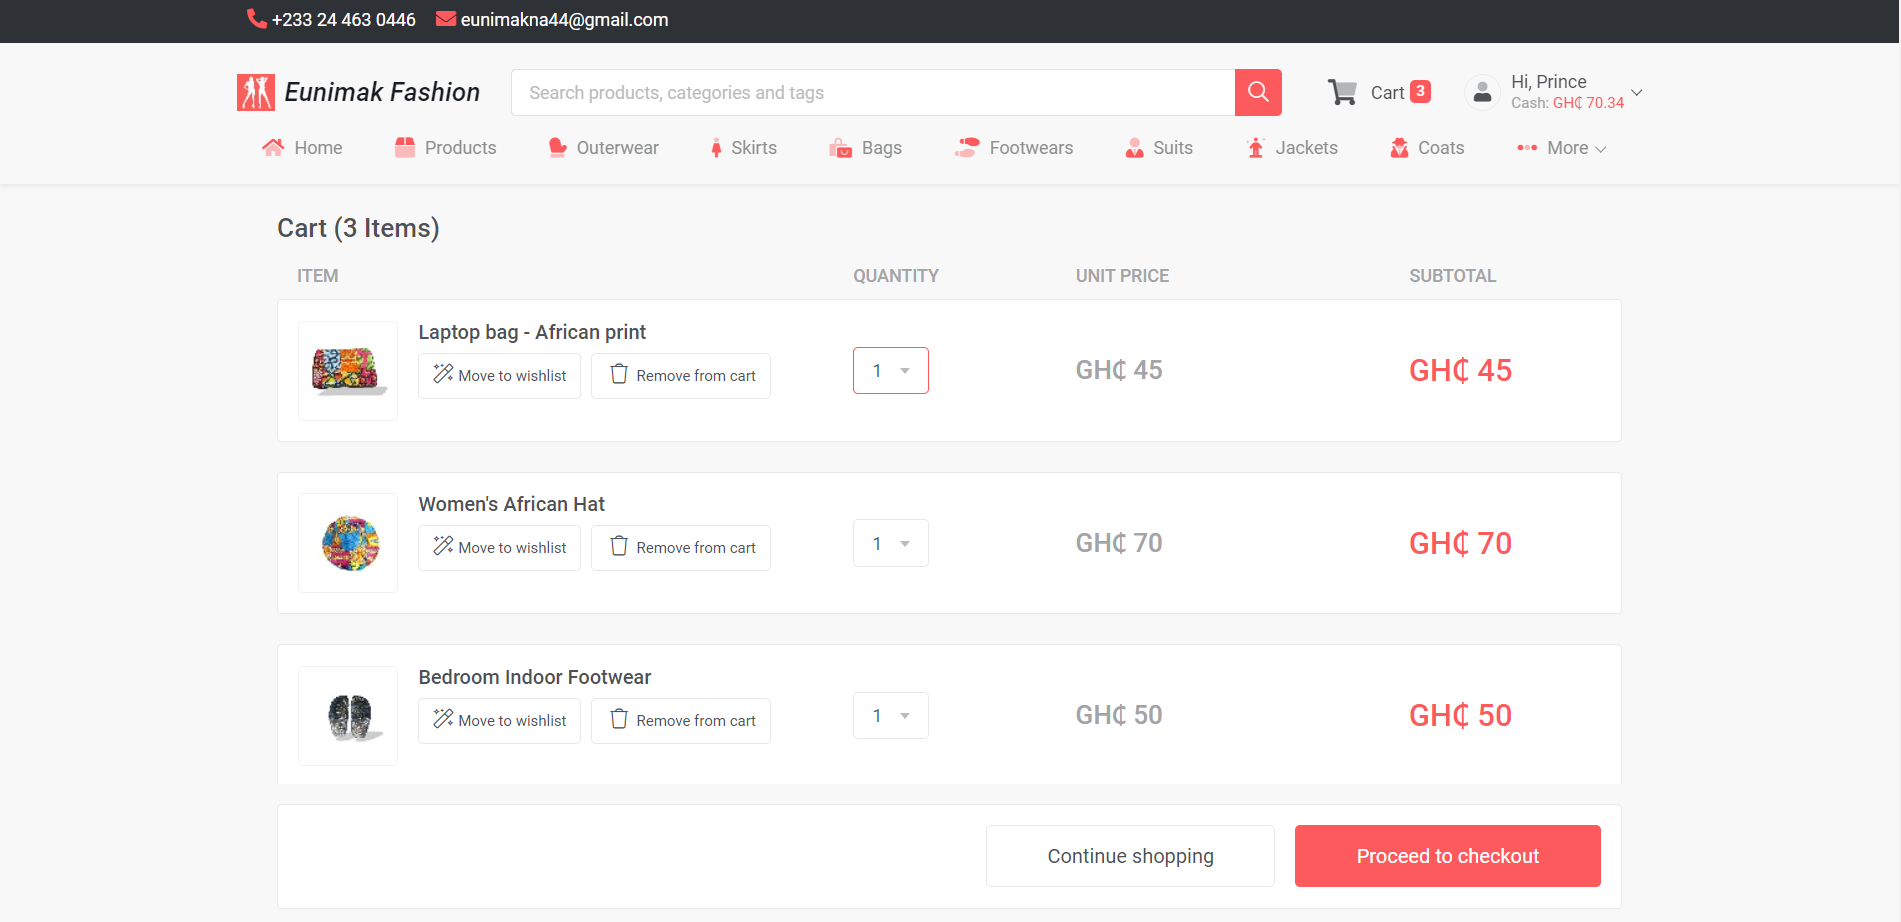 +233 24 463 0446 eunimakna44@gmail.com
Eunimak Fashion
Search products, categories and tags
Cart 3
Hi, Prince
Cash: GH₵ 70.34
Home Products Outerwear Skirts Bags Footwears Suits Jackets Coats More
Cart (3 Items)
ITEM QUANTITY UNIT PRICE SUBTOTAL
Laptop bag - African print
Move to wishlist Remove from cart
1 GH₵ 45 GH₵ 45
Women's African Hat
Move to wishlist Remove from cart
1 GH₵ 70 GH₵ 70
Bedroom Indoor Footwear
Move to wishlist Remove from cart
1 GH₵ 50 GH₵ 50
Continue shopping Proceed to checkout